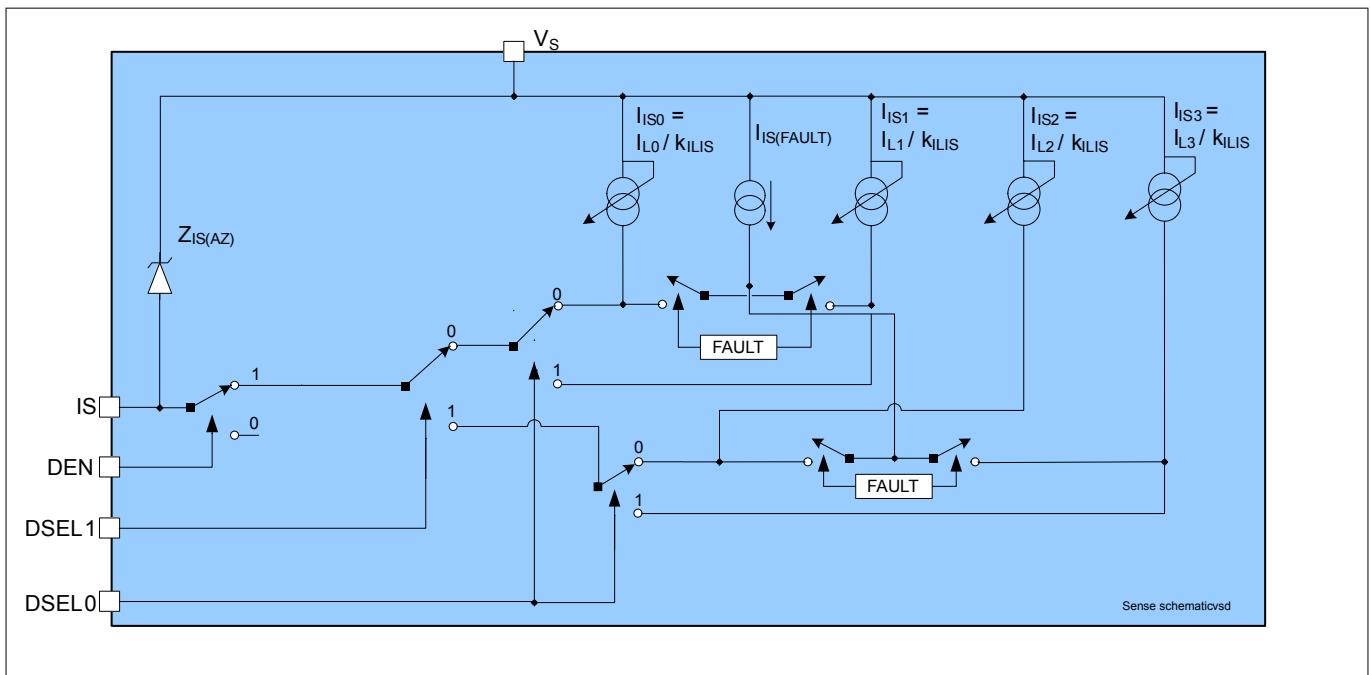 VS
IIS0 =
IL0 / kILIS
IIS(FAULT)
IIS1 =
IL1 / kILIS
IIS2 =
IL2 / kILIS
IIS3 =
IL3 / kILIS
ZIS(AZ)
0
0
FAULT
1
1
IS
0
1
0
DEN
FAULT
1
DSEL1
DSEL0
Sense schematicvsd